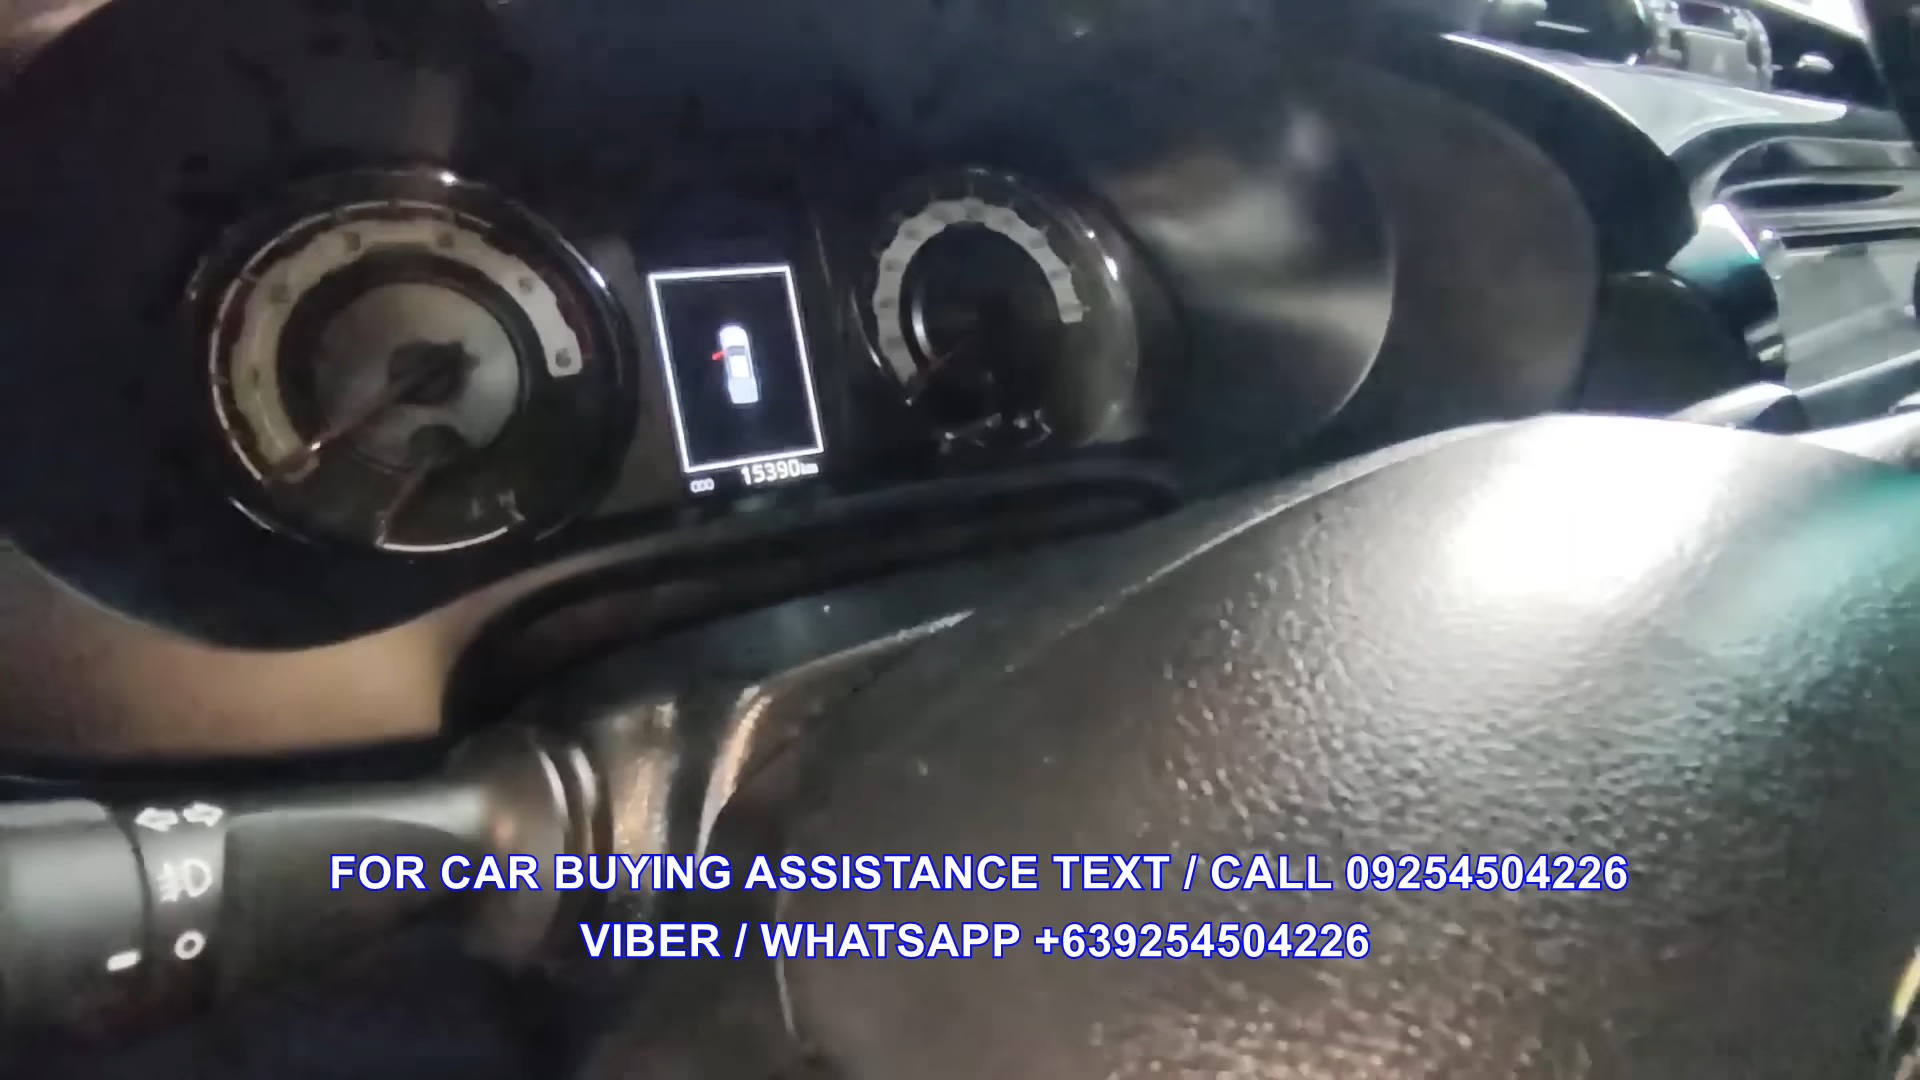 15390km
FOR CAR BUYING ASSISTANCE TEXT / CALL 09254504226
VIBER / WHATSAPP +639254504226